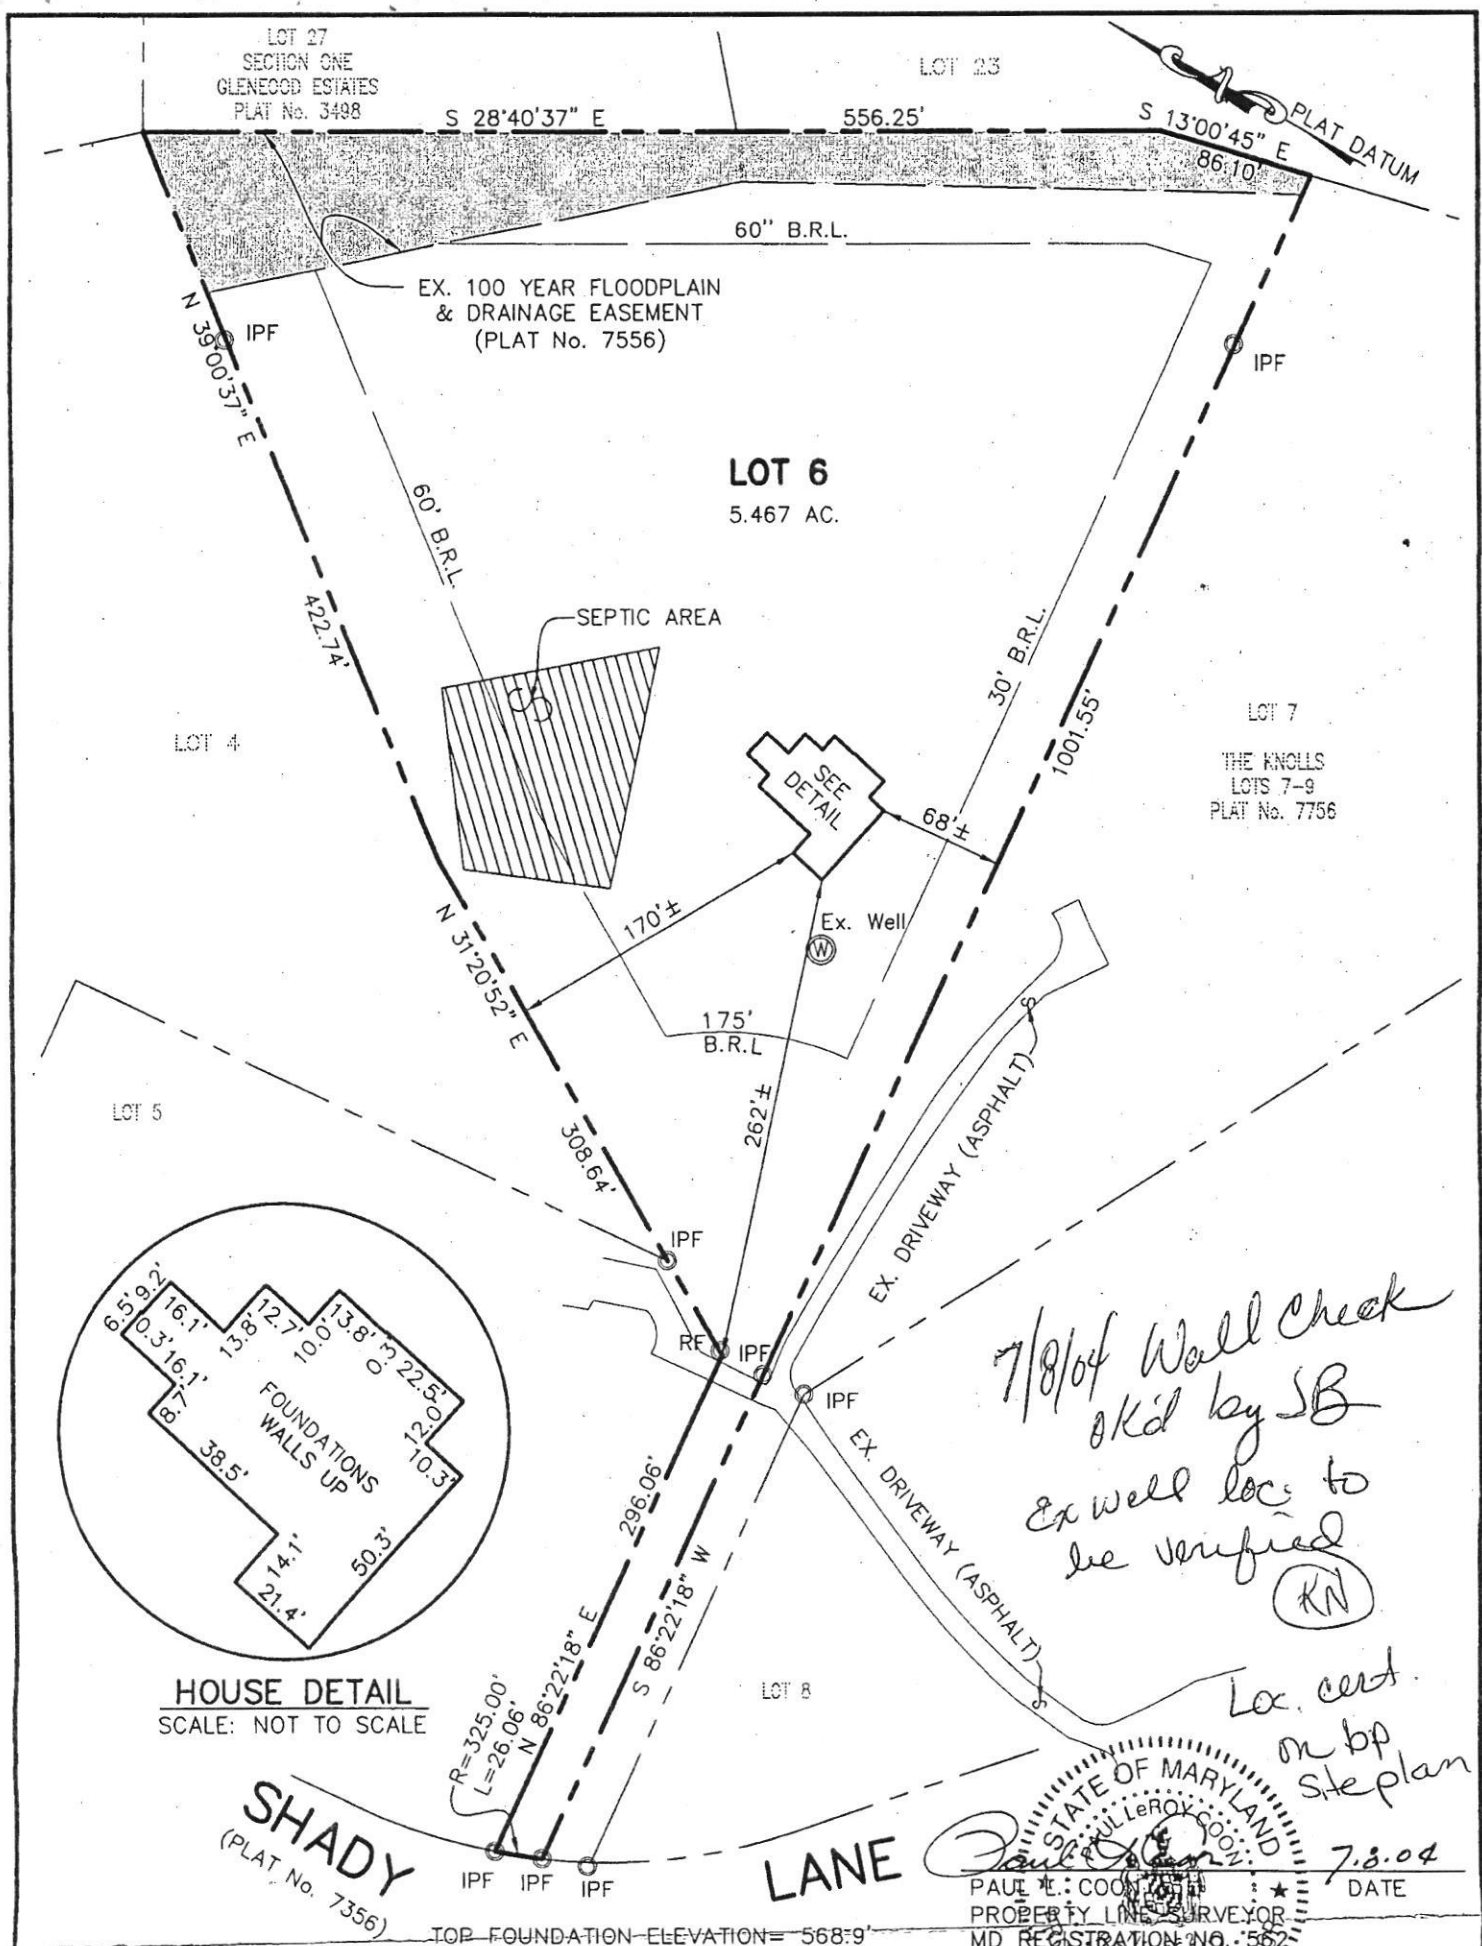 LOT 27
SECTION ONE
GLENECOD ESTATES
PLAT No. 3498
LOT 23
S 28°40'37" E
556.25'
S 13°00'45" E
86.10'
PLAT DATUM
60" B.R.L.
EX. 100 YEAR FLOODPLAIN
& DRAINAGE EASEMENT
(PLAT No. 7556)
N 39°00'37" E
IPF
IPF
LOT 6
5.467 AC.
60' B.R.L.
422.74'
SEPTIC AREA
S
30' B.R.L.
1001.55'
LOT 4
LOT 7
THE KNOLLS
LOTS 7-9
PLAT No. 7756
SEE
DETAIL
68'±
170'±
Ex. Well
W
N 31°20'52" E
175'
B.R.L
262'±
LOT 5
308.64'
EX. DRIVEWAY (ASPHALT)
S
IPF
RF
IPF
IPF
6.5'
9.2'
16.1'
13.8'
12.7'
10.0'
13.8'
0.3'
22.5'
0.3'
16.1'
8.7'
12.0'
10.3'
FOUNDATIONS
WALLS UP
38.5'
14.1'
21.4'
50.3'
HOUSE DETAIL
SCALE: NOT TO SCALE
7/8/04 Wall Check
OK'd by JB
Ex well loc. to
be verified
KN
296.06'
N 86°22'18" E
S 86°22'18" W
EX. DRIVEWAY (ASPHALT)
S
LOT 8
R=325.00'
L=26.06'
Loc. cert.
on bp
site plan
SHADY
(PLAT No. 7356)
LANE
IPF
IPF
IPF
STATE OF MARYLAND
PAUL LeROY COON
7.8.04
PAUL L. COON
DATE
PROPERTY LINE SURVEYOR
MD REGISTRATION NO. 562
TOP FOUNDATION ELEVATION= 568.9'